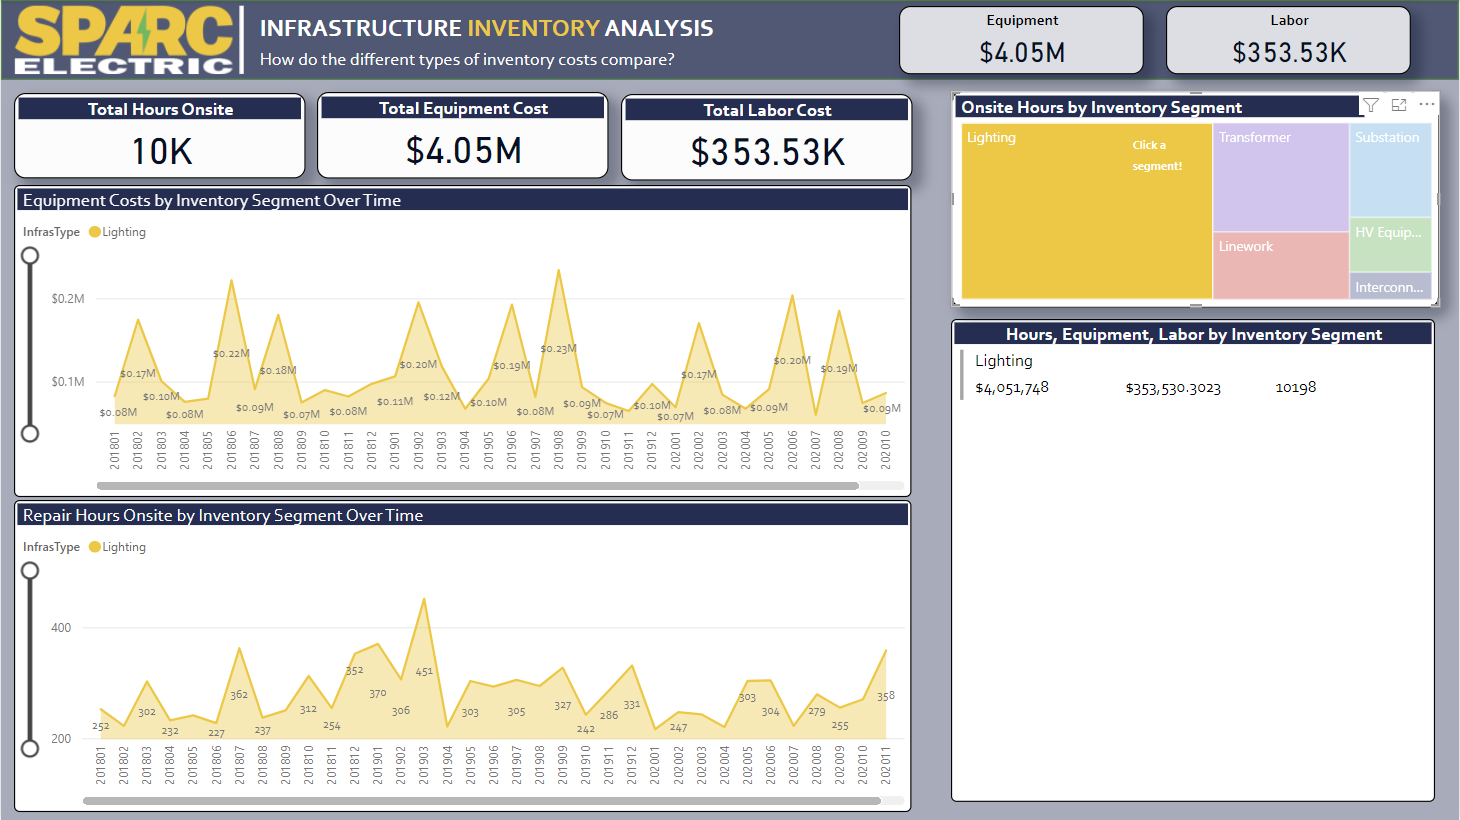 SPARC
ELECTRIC
INFRASTRUCTURE INVENTORY ANALYSIS
How do the different types of inventory costs compare?
Equipment
$4.05M
Labor
$353.53K
Total Hours Onsite
10K
Total Equipment Cost
$4.05M
Total Labor Cost
$353.53K
Onsite Hours by Inventory Segment
Lighting
Click a
segment!
Transformer
Substation
Linework
HV Equip...
Interconn...
Equipment Costs by Inventory Segment Over Time
InfrasType Lighting
$0.2M
$0.1M
$0.08M $0.17M $0.10M $0.08M $0.22M $0.09M $0.18M $0.07M $0.08M $0.11M $0.20M $0.12M $0.10M $0.19M $0.08M $0.23M $0.09M $0.07M $0.10M $0.07M $0.17M $0.08M $0.09M $0.20M $0.19M $0.09M
201801 201802 201803 201804 201805 201806 201807 201808 201809 201810 201811 201812 201901 201902 201903 201904 201905 201906 201907 201908 201909 201910 201911 201912 202001 202002 202003 202004 202005 202006 202007 202008 202009 202010
Hours, Equipment, Labor by Inventory Segment
Lighting
$4,051,748 $353,530.3023 10198
Repair Hours Onsite by Inventory Segment Over Time
InfrasType Lighting
400
200
252 302 232 227 362 237 312 254 352 370 306 451 303 305 327 242 286 331 247 303 304 279 255 358
201801 201802 201803 201804 201805 201806 201807 201808 201809 201810 201811 201812 201901 201902 201903 201904 201905 201906 201907 201908 201909 201910 201911 201912 202001 202002 202003 202004 202005 202006 202007 202008 202009 202010 202011